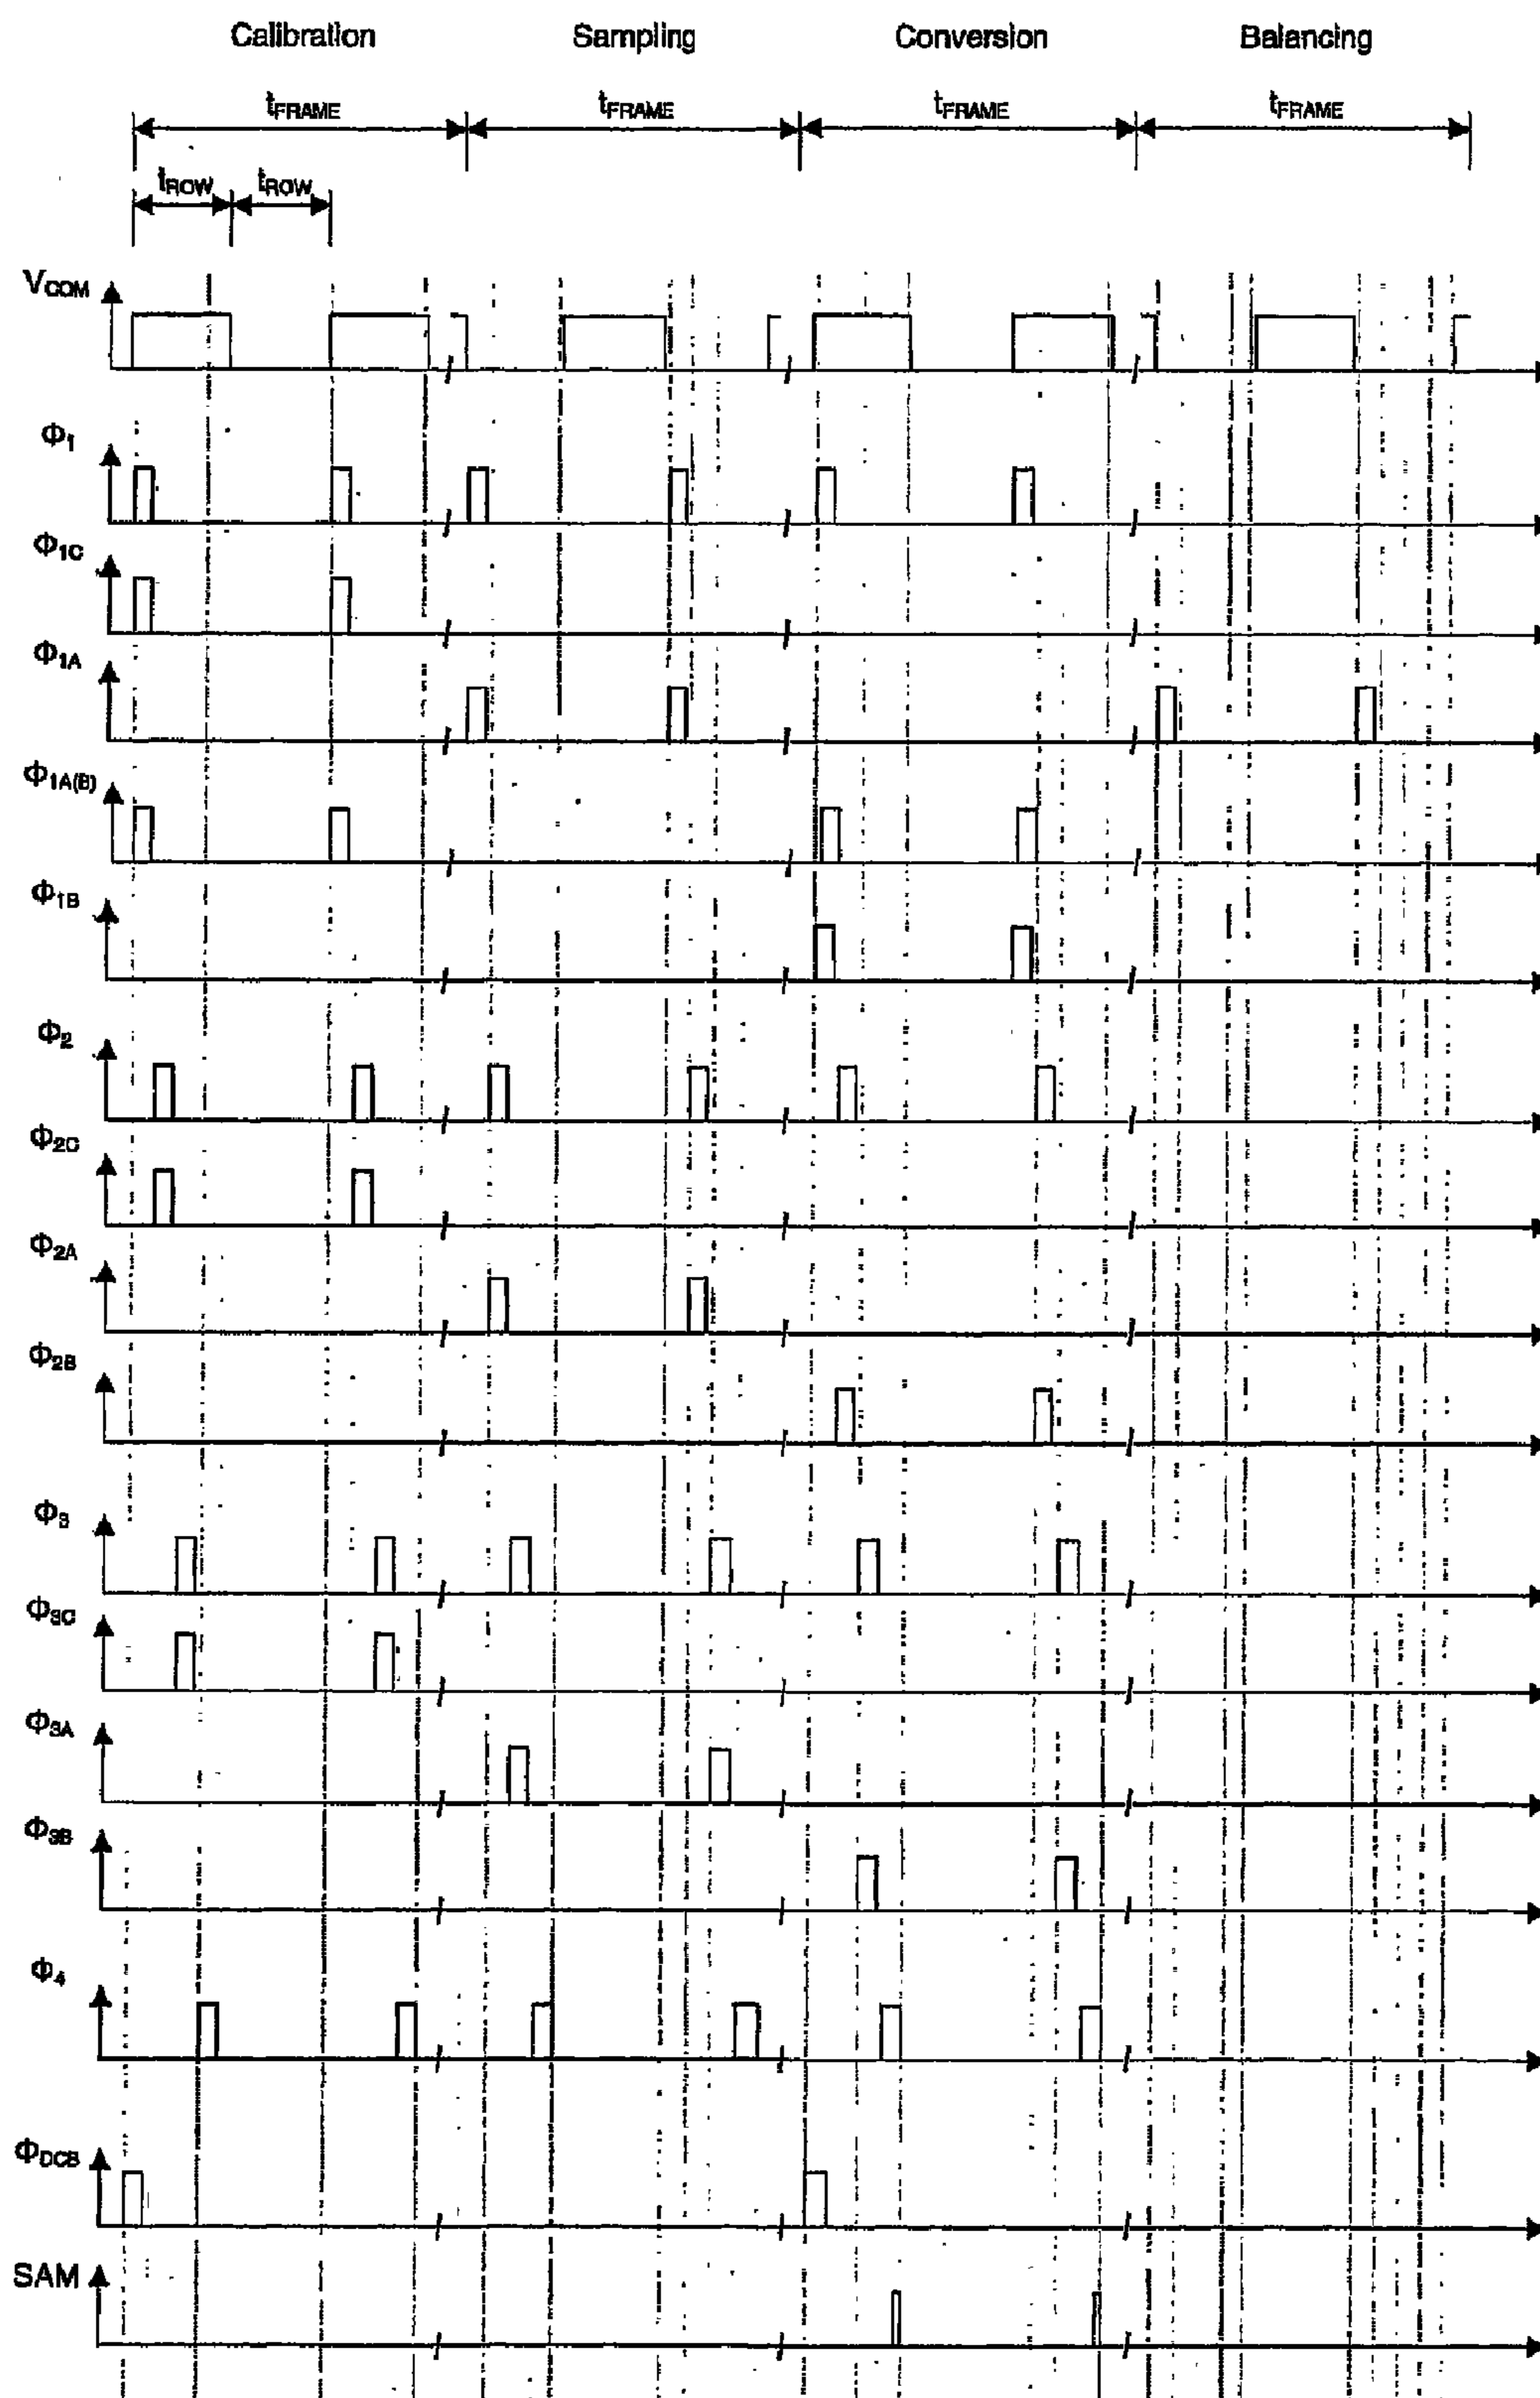 Calibration Sampling Conversion Balancing
tFRAME tFRAME tFRAME tFRAME
tROW tROW
VCOM
Φ1
Φ1C
Φ1A
Φ1A(B)
Φ1B
Φ2
Φ2C
Φ2A
Φ2B
Φ3
Φ3C
Φ3A
Φ3B
Φ4
ΦDCB
SAM